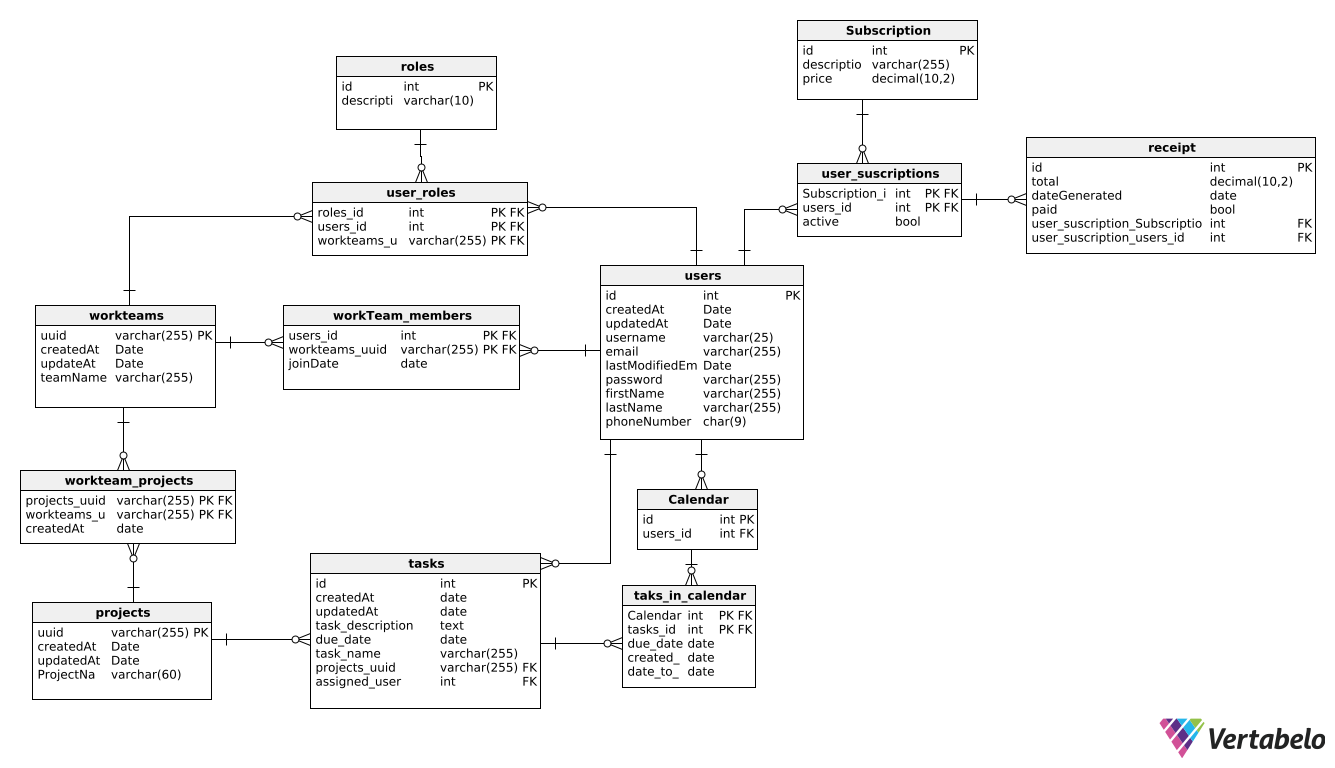 Subscription
id int PK
descriptio varchar(255)
price decimal(10,2)
roles
id int PK
descripti varchar(10)
receipt
id int PK
total decimal(10,2)
dateGenerated date
paid bool
user_suscription_Subscriptio int FK
user_suscription_users_id int FK
user_suscriptions
Subscription_i int PK FK
users_id int PK FK
active bool
user_roles
roles_id int PK FK
users_id int PK FK
workteams_u varchar(255) PK FK
users
id int PK
createdAt Date
updatedAt Date
username varchar(25)
email varchar(255)
lastModifiedEm Date
password varchar(255)
firstName varchar(255)
lastName varchar(255)
phoneNumber char(9)
workteams
uuid varchar(255) PK
createdAt Date
updateAt Date
teamName varchar(255)
workTeam_members
users_id int PK FK
workteams_uuid varchar(255) PK FK
joinDate date
workteam_projects
projects_uuid varchar(255) PK FK
workteams_u varchar(255) PK FK
createdAt date
Calendar
id int PK
users_id int FK
tasks
id int PK
createdAt date
updatedAt date
task_description text
due_date date
task_name varchar(255)
projects_uuid varchar(255) FK
assigned_user int FK
taks_in_calendar
Calendar int PK FK
tasks_id int PK FK
due_date date
created_ date
date_to_ date
projects
uuid varchar(255) PK
createdAt Date
updatedAt Date
ProjectNa varchar(60)
Vertabelo